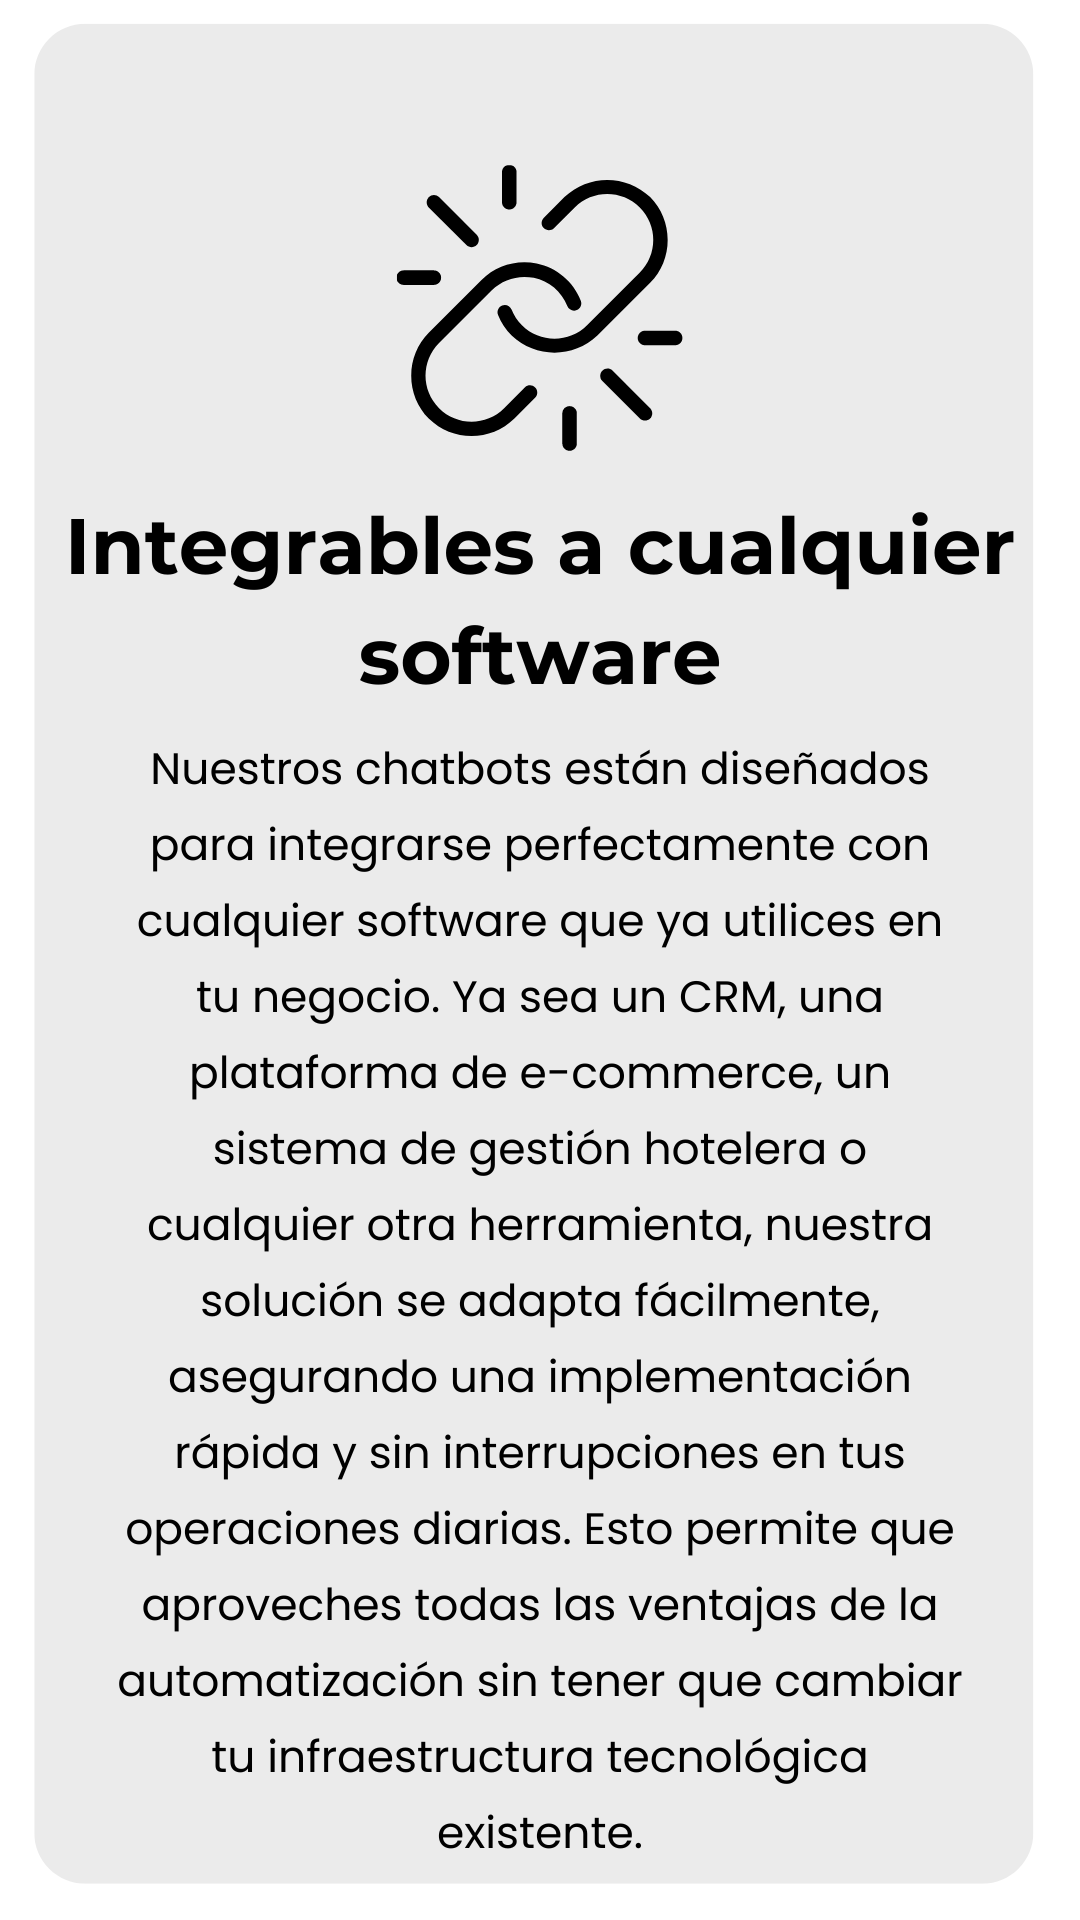 Integrables a cualquier
software
Nuestros chatbots están diseñados
para integrarse perfectamente con
cualquier software que ya utilices en
tu negocio. Ya sea un CRM, una
plataforma de e-commerce, un
sistema de gestión hotelera o
cualquier otra herramienta, nuestra
solución se adapta fácilmente,
asegurando una implementación
rápida y sin interrupciones en tus
operaciones diarias. Esto permite que
aproveches todas las ventajas de la
automatización sin tener que cambiar
tu infraestructura tecnológica
existente.